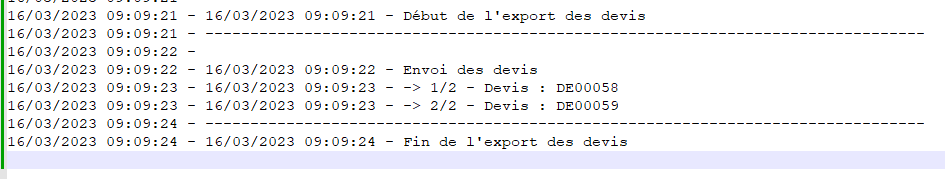 16/03/2023 09:09:21 - 16/03/2023 09:09:21 - Début de l'export des devis
16/03/2023 09:09:21 - --------------------------------------------------------------------------------
16/03/2023 09:09:22 -
16/03/2023 09:09:22 - 16/03/2023 09:09:22 - Envoi des devis
16/03/2023 09:09:23 - 16/03/2023 09:09:23 - -> 1/2 - Devis : DE00058
16/03/2023 09:09:23 - 16/03/2023 09:09:23 - -> 2/2 - Devis : DE00059
16/03/2023 09:09:24 - --------------------------------------------------------------------------------
16/03/2023 09:09:24 - 16/03/2023 09:09:24 - Fin de l'export des devis